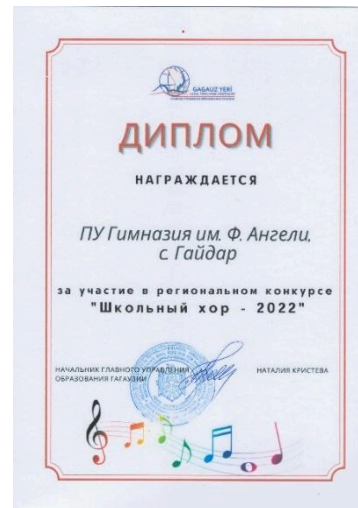 GAGAUZ YERİ
ДИПЛОМ
НАГРАЖДАЕТСЯ
ПУ Гимназия им. Ф. Ангели,
с. Гайдар
за участие в региональном конкурсе
"Школьный хор - 2022"
НАЧАЛЬНИК ГЛАВНОГО УПРАВЛЕНИЯ
ОБРАЗОВАНИЯ ГАГАУЗИИ
НАТАЛИЯ КРИСТЕВА